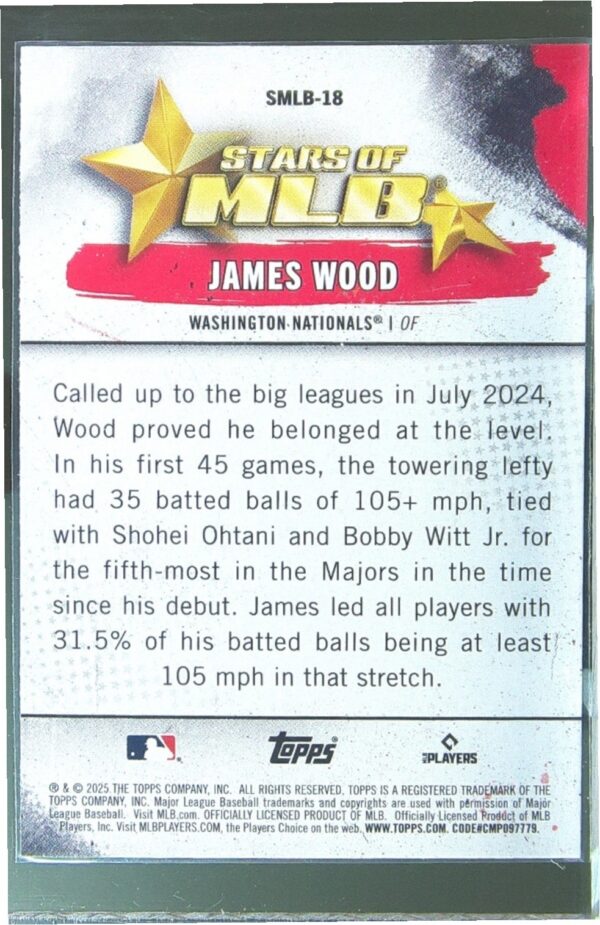 SMLB-18
STARS OF
MLB®
JAMES WOOD
WASHINGTON NATIONALS® | OF
Called up to the big leagues in July 2024,
Wood proved he belonged at the level.
In his first 45 games, the towering lefty
had 35 batted balls of 105+ mph, tied
with Shohei Ohtani and Bobby Witt Jr. for
the fifth-most in the Majors in the time
since his debut. James led all players with
31.5% of his batted balls being at least
105 mph in that stretch.
Topps
MLB PLAYERS
® & © 2025 THE TOPPS COMPANY, INC. ALL RIGHTS RESERVED. TOPPS IS A REGISTERED TRADEMARK OF THE
TOPPS COMPANY, INC. Major League Baseball trademarks and copyrights are used with permission of Major
League Baseball. Visit MLB.com. OFFICIALLY LICENSED PRODUCT OF MLB. Officially Licensed Product of MLB
Players, Inc. Visit MLBPLAYERS.COM, the Players Choice on the web. WWW.TOPPS.COM. CODE#CMP097779.